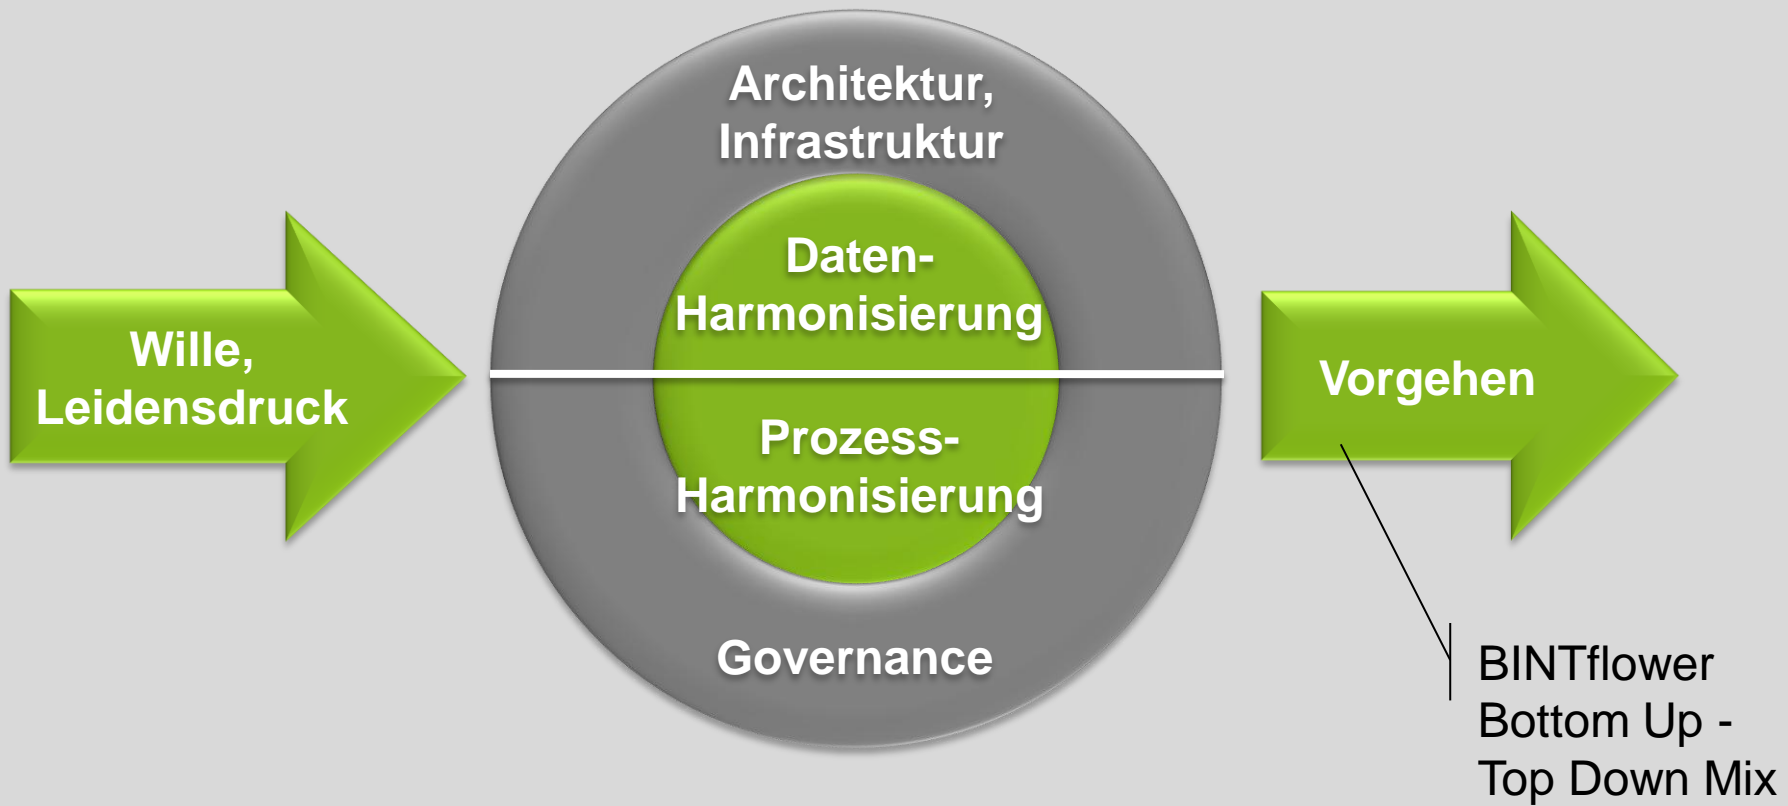 Architektur,
Infrastruktur
Daten-
Harmonisierung
Wille,
Leidensdruck
Vorgehen
Prozess-
Harmonisierung
Governance
BINTflower
Bottom Up -
Top Down Mix